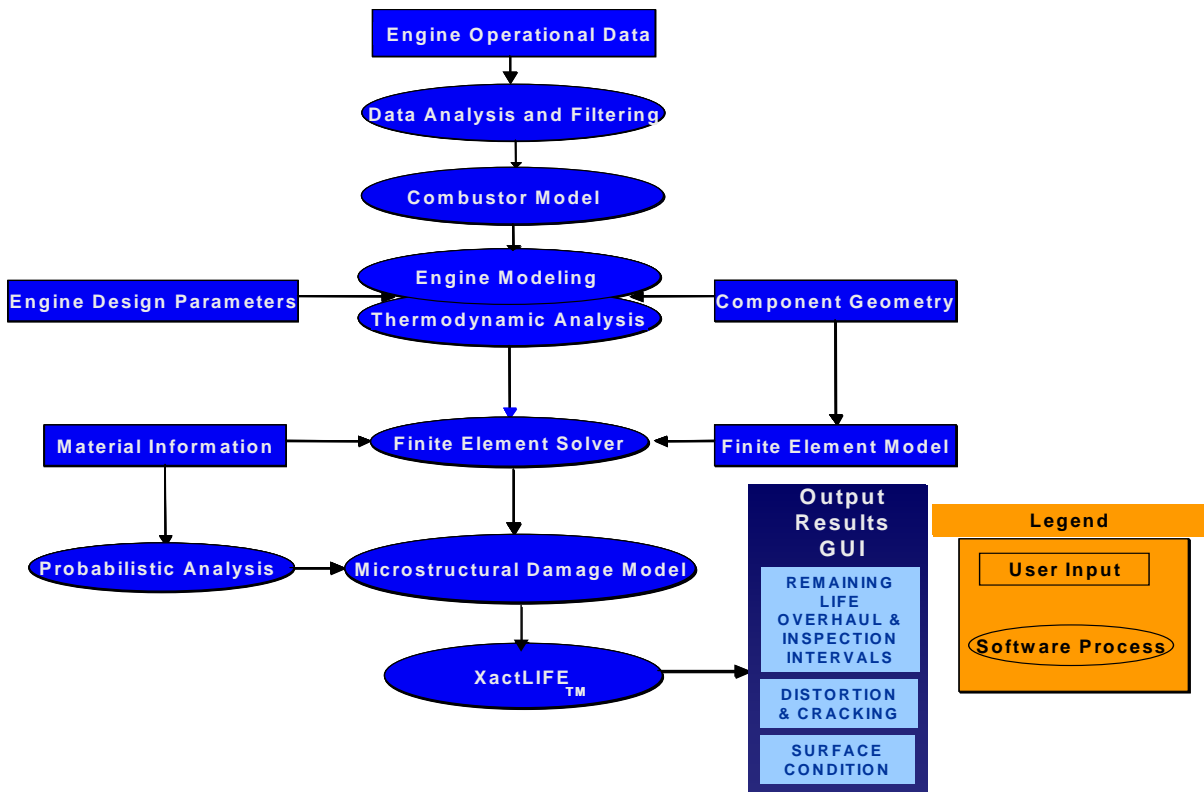 Engine Operational Data
Data Analysis and Filtering
Combustor Model
Engine Modeling
Engine Design Parameters
Component Geometry
Thermodynamic Analysis
Material Information
Finite Element Solver
Finite Element Model
Output
Results
GUI
Legend
REMAINING
LIFE
OVERHAUL &
INSPECTION
INTERVALS
User Input
Software Process
Probabilistic Analysis
Microstructural Damage Model
XactLIFE TM
DISTORTION
& CRACKING
SURFACE
CONDITION